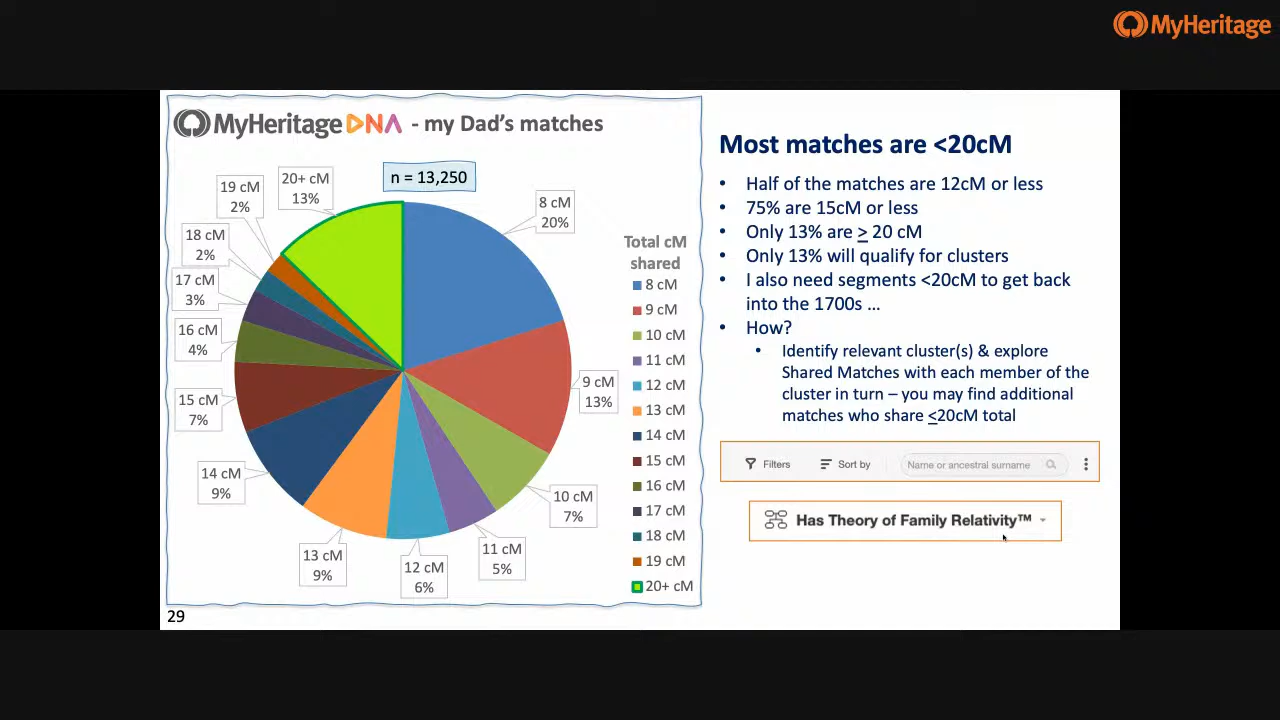 MyHeritage
MyHeritage DNA - my Dad's matches
n = 13,250
8 cM
20%
9 cM
13%
10 cM
7%
11 cM
5%
12 cM
6%
13 cM
9%
14 cM
9%
15 cM
7%
16 cM
4%
17 cM
3%
18 cM
2%
19 cM
2%
20+ cM
13%
Total cM
shared
8 cM
9 cM
10 cM
11 cM
12 cM
13 cM
14 cM
15 cM
16 cM
17 cM
18 cM
19 cM
20+ cM
29
Most matches are <20cM
• Half of the matches are 12cM or less
• 75% are 15cM or less
• Only 13% are ≥ 20 cM
• Only 13% will qualify for clusters
• I also need segments <20cM to get back
into the 1700s ...
• How?
• Identify relevant cluster(s) & explore
Shared Matches with each member of the
cluster in turn – you may find additional
matches who share ≤20cM total
Filters Sort by Name or ancestral surname
Has Theory of Family Relativity™